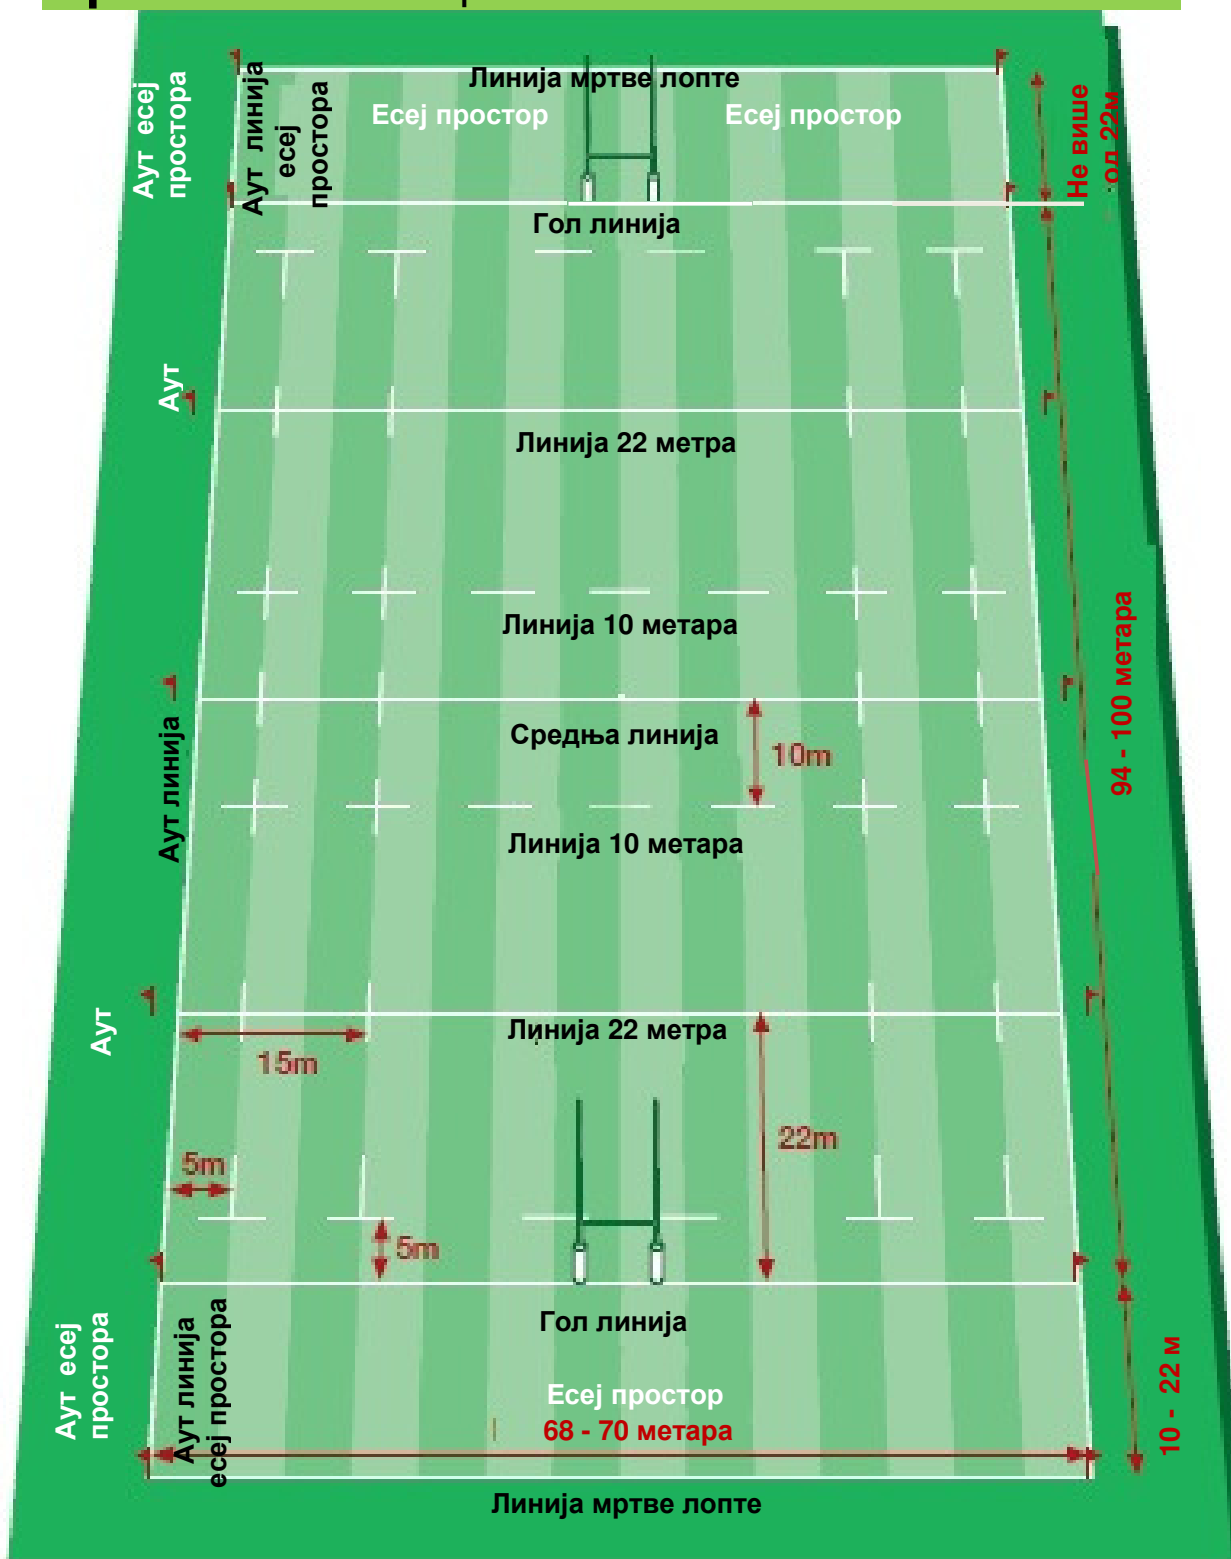 Линија мртве лопте
Есеј простор
Есеј простор
Аут есеј
простора
Аут линија
есеј
простора
Не више
од 22м
Гол линија
Аут
Линија 22 метра
Линија 10 метара
94 - 100 метара
Аут линија
Средња линија
10m
Линија 10 метара
Аут
Линија 22 метра
15m
22m
5m
5m
Гол линија
Аут есеј
простора
Аут линија
есеј простора
Есеј простор
68 - 70 метара
10 - 22 м
Линија мртве лопте